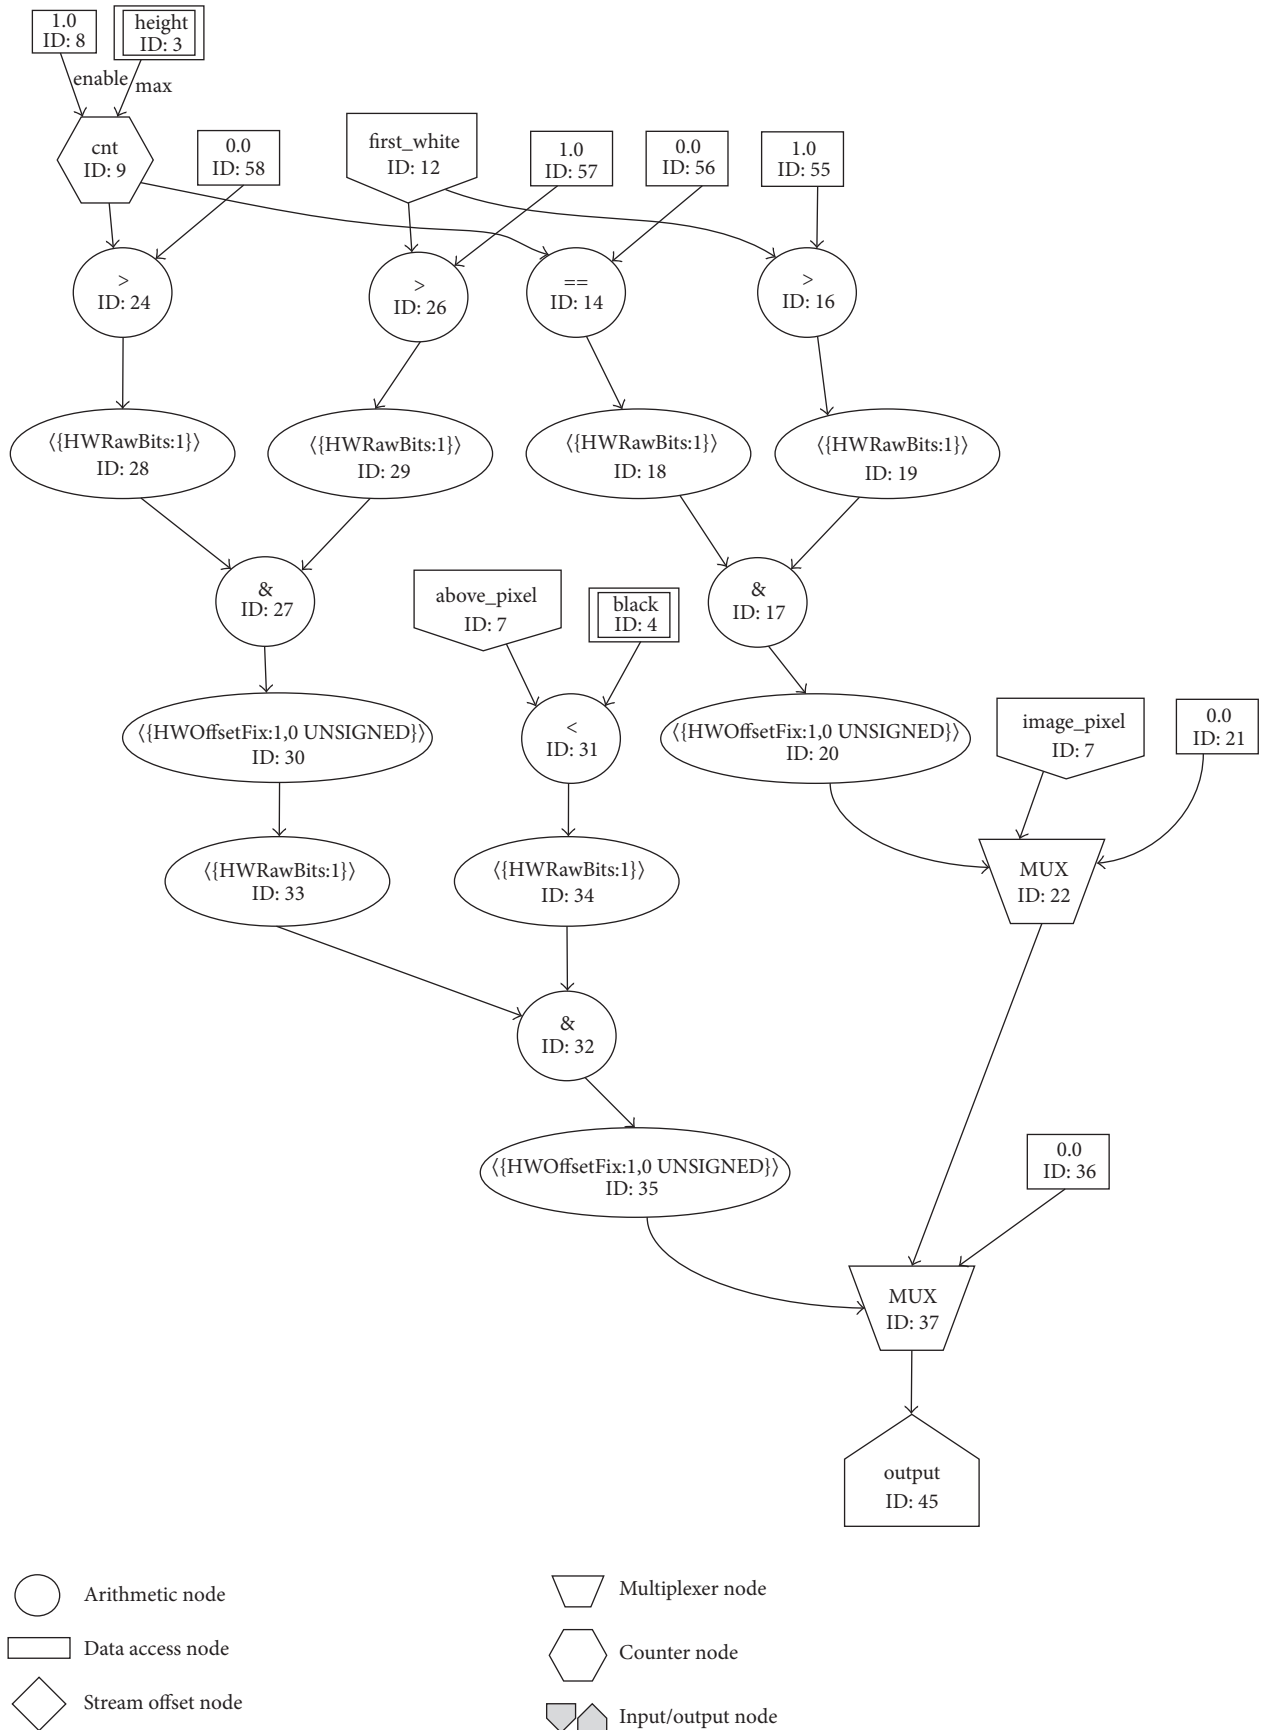 1.0
ID: 8
height
ID: 3
enable
max
cnt
ID: 9
0.0
ID: 58
first_white
ID: 12
1.0
ID: 57
0.0
ID: 56
1.0
ID: 55
>
ID: 24
>
ID: 26
==
ID: 14
>
ID: 16
⟨{HWRawBits:1}⟩
ID: 28
⟨{HWRawBits:1}⟩
ID: 29
⟨{HWRawBits:1}⟩
ID: 18
⟨{HWRawBits:1}⟩
ID: 19
&
ID: 27
above_pixel
ID: 7
black
ID: 4
&
ID: 17
⟨{HWOffsetFix:1,0 UNSIGNED}⟩
ID: 30
<
ID: 31
⟨{HWOffsetFix:1,0 UNSIGNED}⟩
ID: 20
image_pixel
ID: 7
0.0
ID: 21
⟨{HWRawBits:1}⟩
ID: 33
⟨{HWRawBits:1}⟩
ID: 34
MUX
ID: 22
&
ID: 32
⟨{HWOffsetFix:1,0 UNSIGNED}⟩
ID: 35
0.0
ID: 36
MUX
ID: 37
output
ID: 45
Arithmetic node
Data access node
Stream offset node
Multiplexer node
Counter node
Input/output node